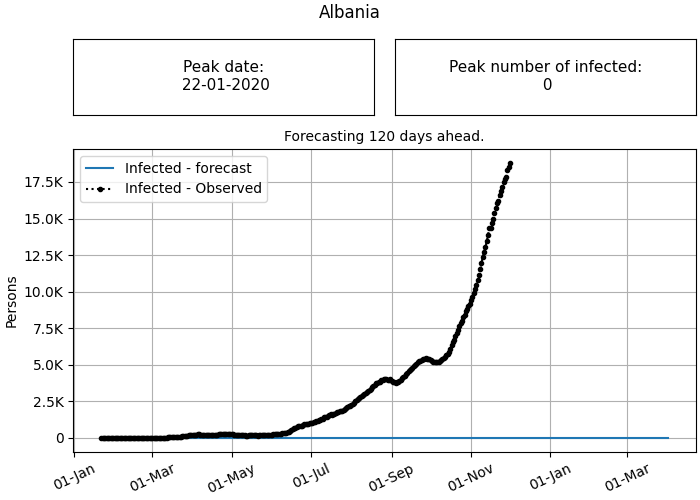 Albania
Peak date:
22-01-2020
Peak number of infected:
0
Forecasting 120 days ahead.
Infected - forecast
Infected - Observed
17.5K
15.0K
12.5K
10.0K
7.5K
5.0K
2.5K
0
Persons
01-Jan
01-Mar
01-May
01-Jul
01-Sep
01-Nov
01-Jan
01-Mar